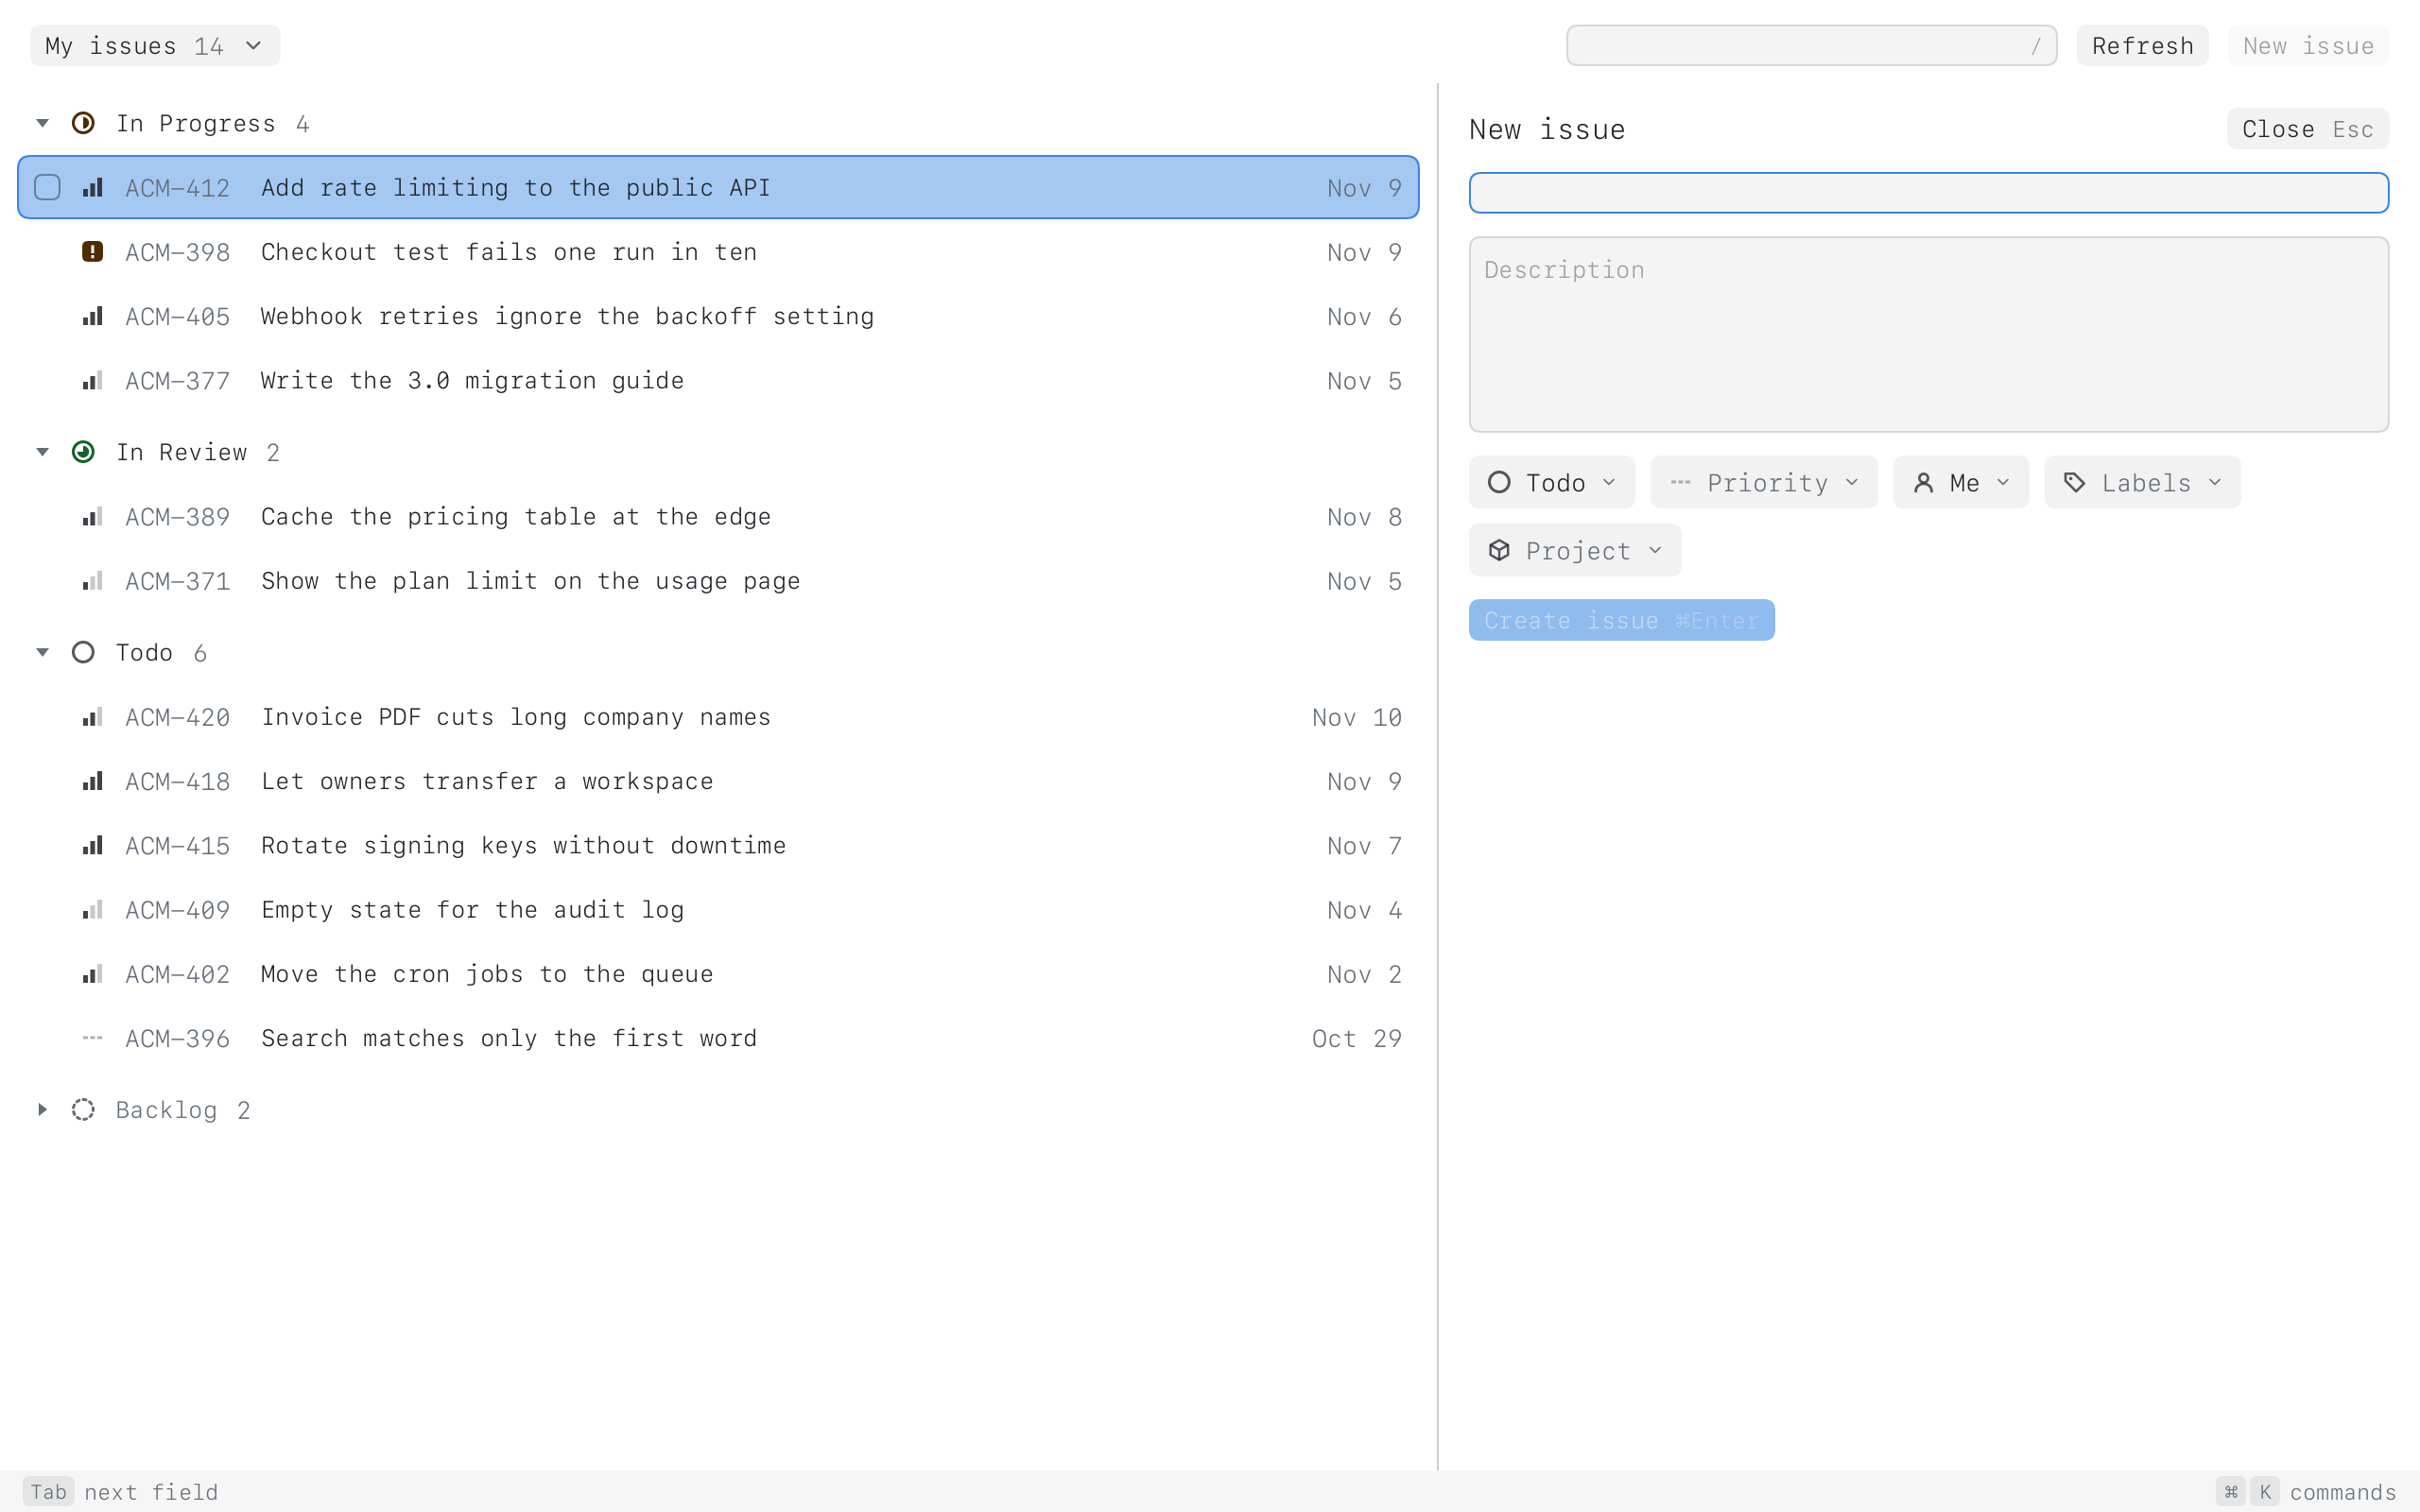 My issues 14
/
Refresh
New issue
In Progress 4
ACM-412 Add rate limiting to the public API Nov 9
ACM-398 Checkout test fails one run in ten Nov 9
ACM-405 Webhook retries ignore the backoff setting Nov 6
ACM-377 Write the 3.0 migration guide Nov 5
In Review 2
ACM-389 Cache the pricing table at the edge Nov 8
ACM-371 Show the plan limit on the usage page Nov 5
Todo 6
ACM-420 Invoice PDF cuts long company names Nov 10
ACM-418 Let owners transfer a workspace Nov 9
ACM-415 Rotate signing keys without downtime Nov 7
ACM-409 Empty state for the audit log Nov 4
ACM-402 Move the cron jobs to the queue Nov 2
ACM-396 Search matches only the first word Oct 29
Backlog 2
New issue
Close Esc
Description
Todo
Priority
Me
Labels
Project
Create issue ⌘Enter
Tab next field
⌘ K commands